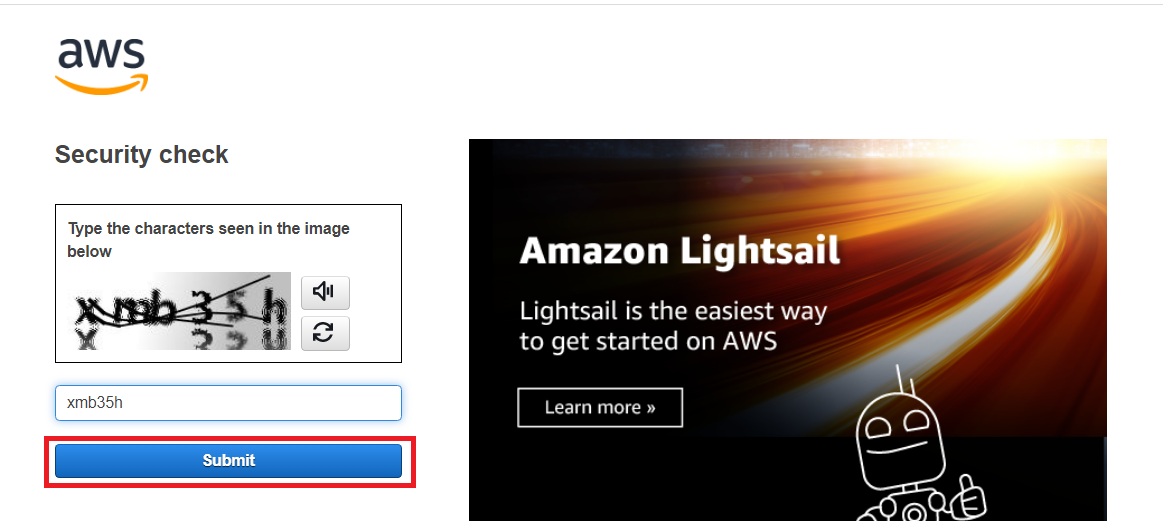 aws
Security check
Type the characters seen in the image
below
xmb35h
Submit
Amazon Lightsail
Lightsail is the easiest way
to get started on AWS
Learn more »